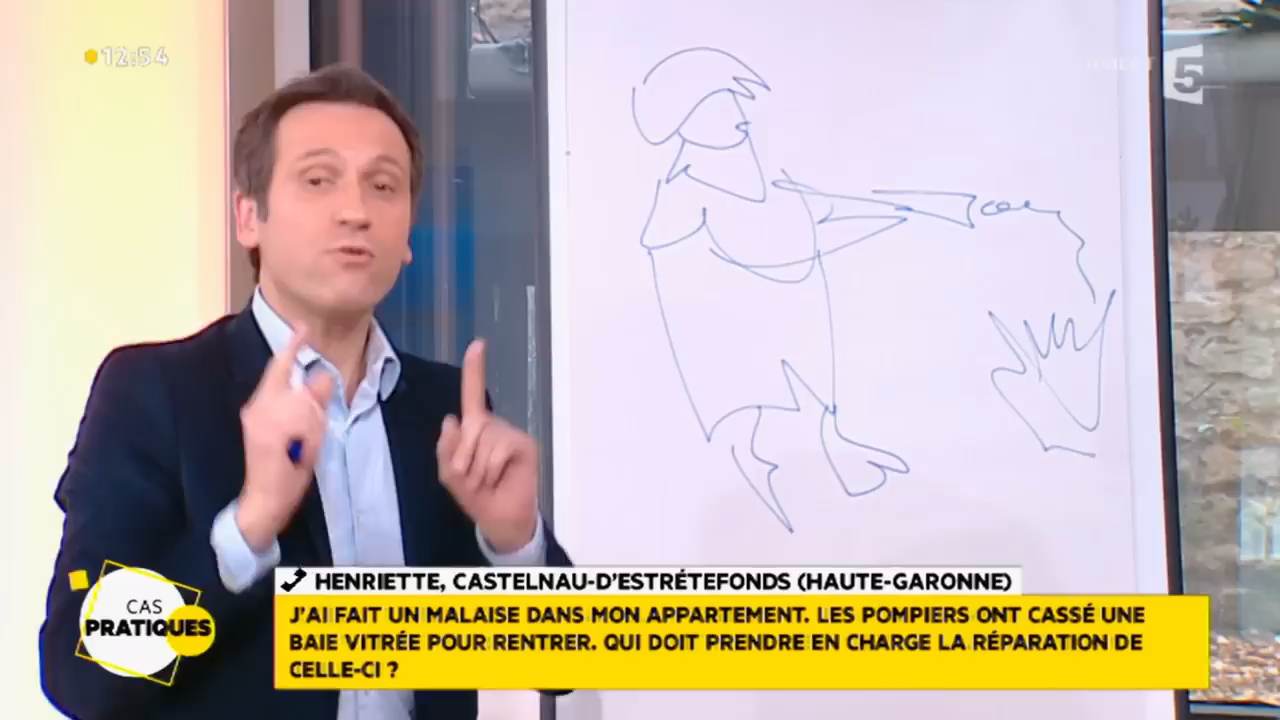 12:54
5
HENRIETTE, CASTELNAU-D'ESTRÉTEFONDS (HAUTE-GARONNE)
CAS
PRATIQUES
J'AI FAIT UN MALAISE DANS MON APPARTEMENT. LES POMPIERS ONT CASSÉ UNE
BAIE VITRÉE POUR RENTRER. QUI DOIT PRENDRE EN CHARGE LA RÉPARATION DE
CELLE-CI ?